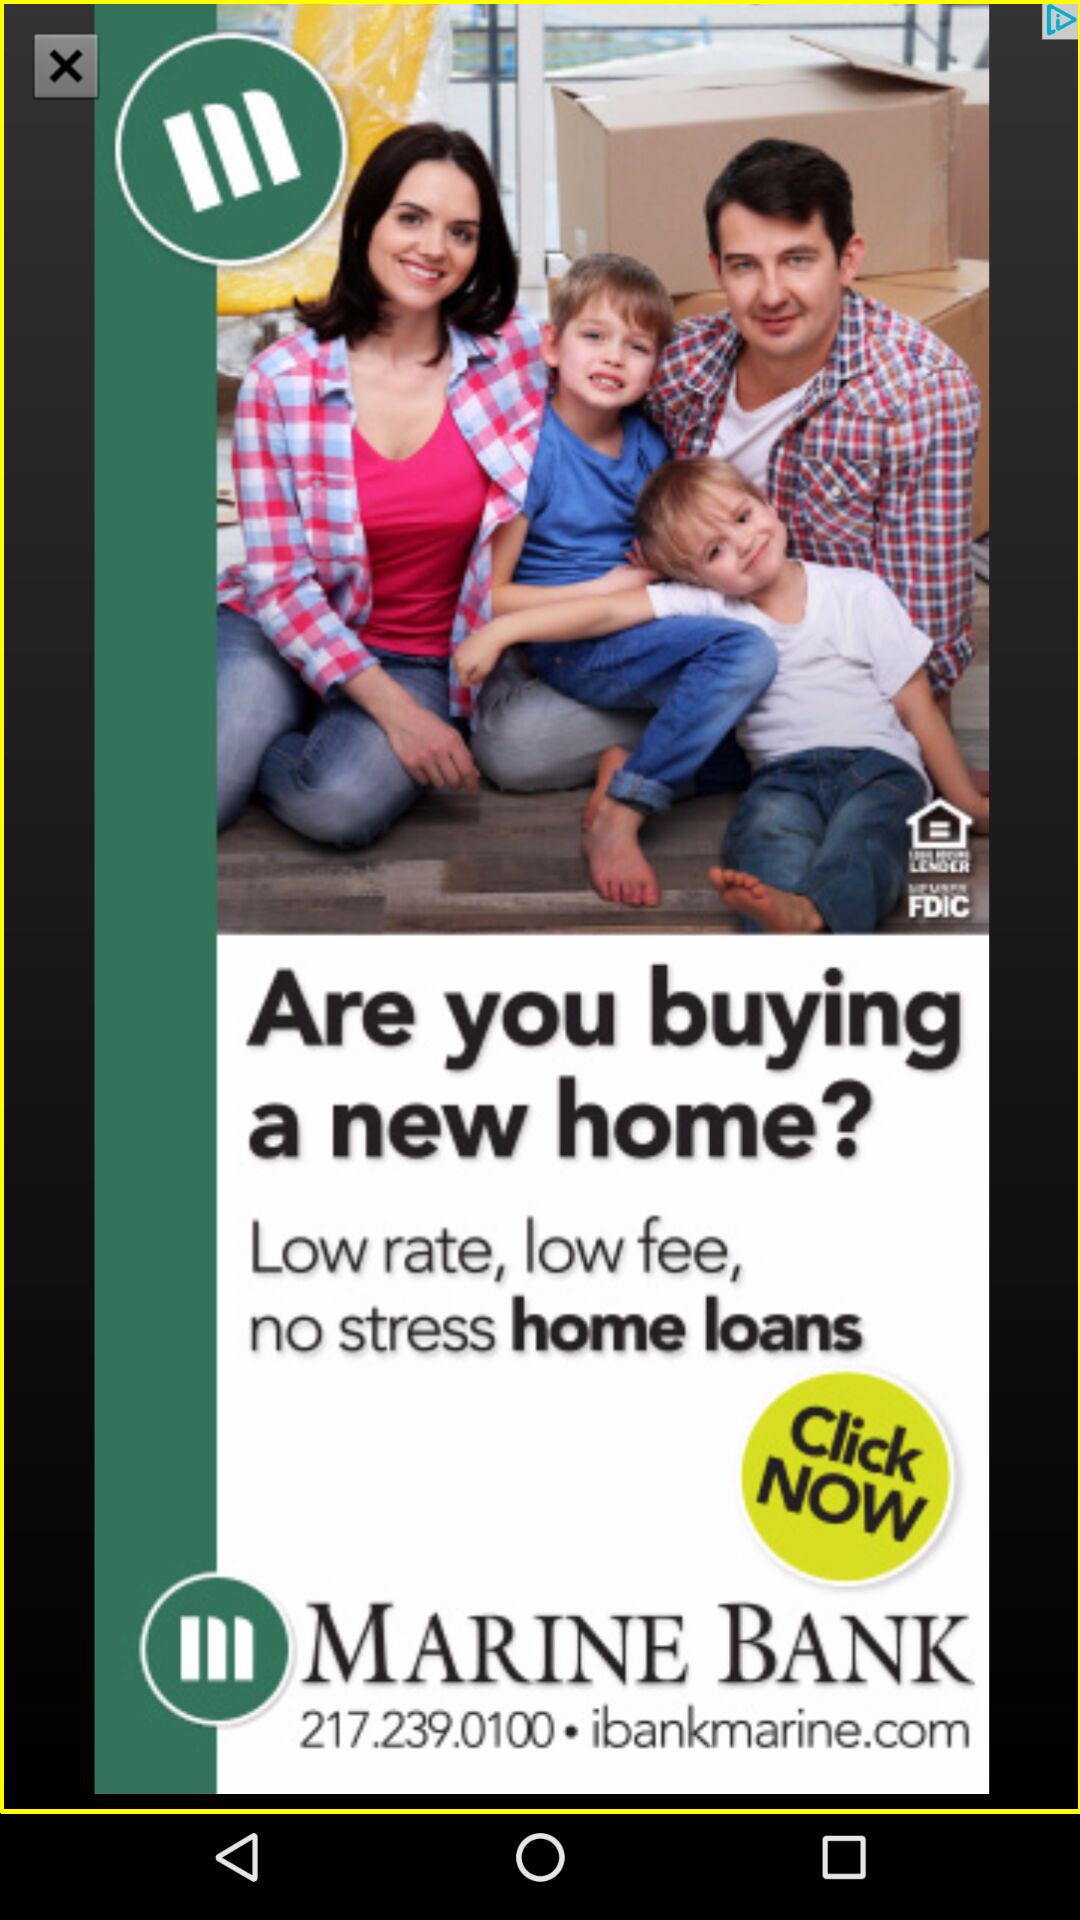 m
LENDER
FDIC
Are you buying
a new home?
Low rate, low fee,
no stress home loans
Click
NOW
m MARINE BANK
217.239.0100 • ibankmarine.com